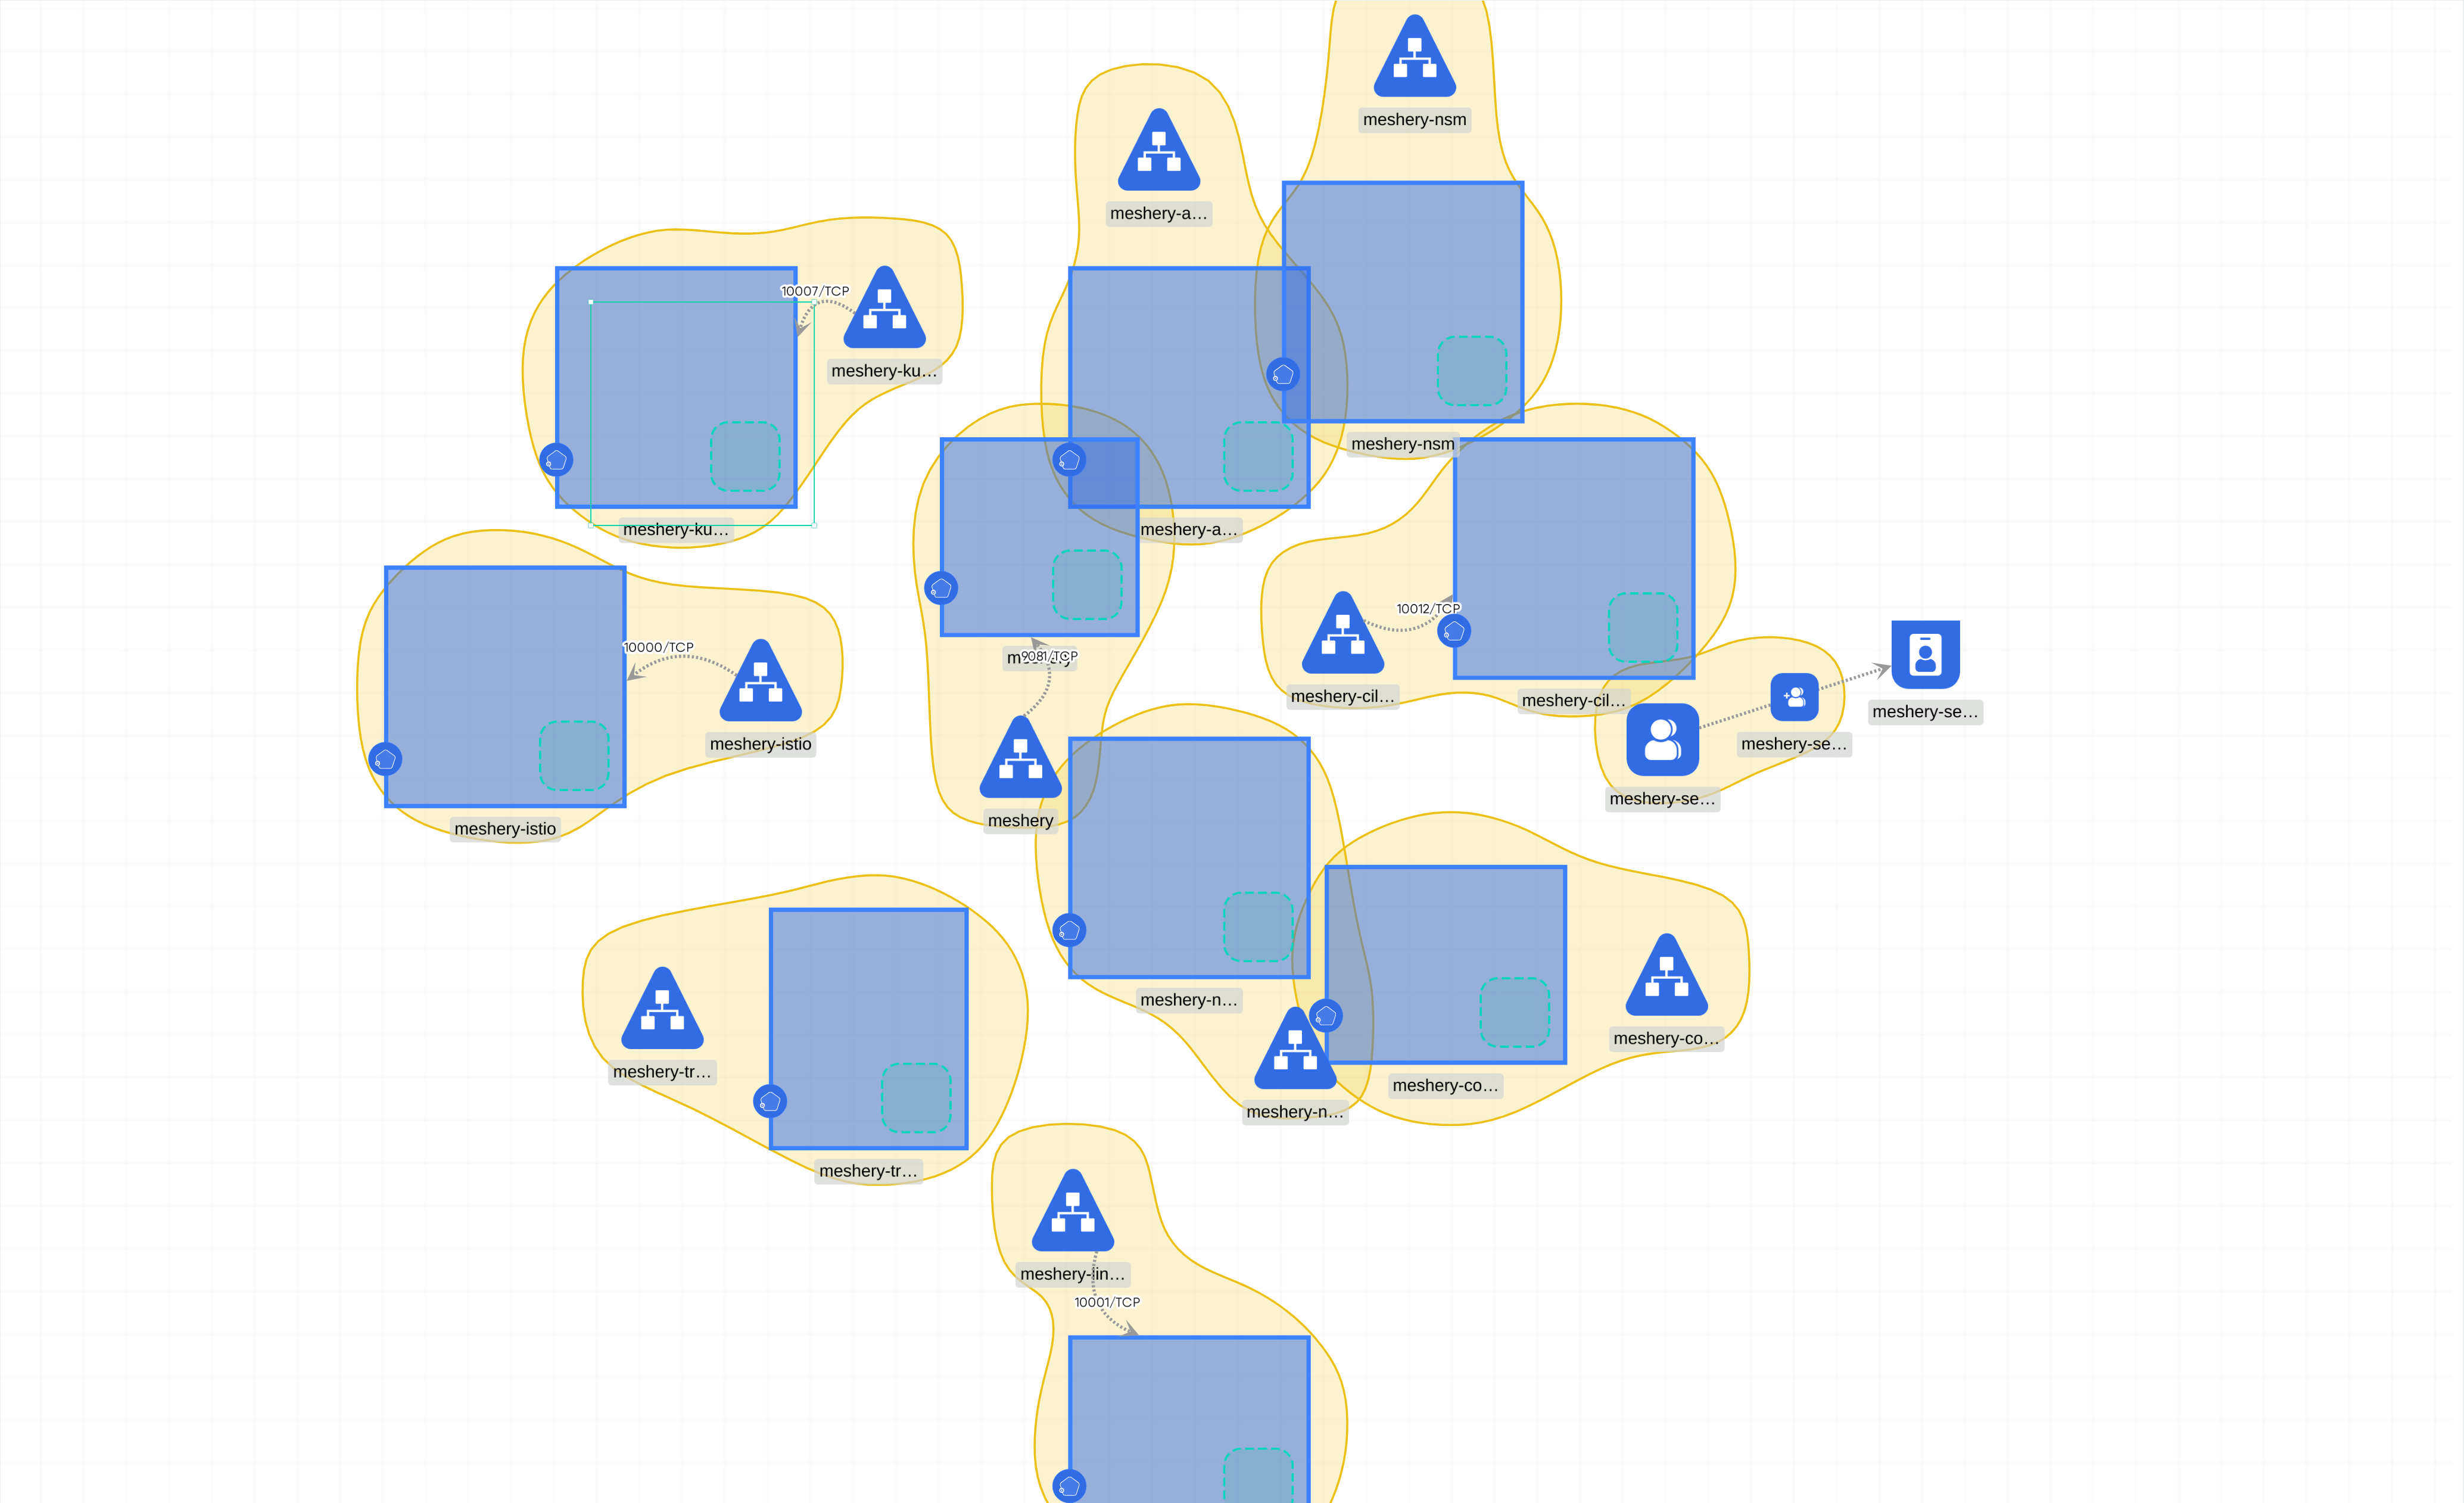 meshery-nsm
meshery-a…
10007/TCP
meshery-ku…
meshery-nsm
meshery-ku…
meshery-a…
10012/TCP
10000/TCP
9081/TCP
meshery-cil…
meshery-cil…
meshery-se…
meshery-istio
meshery-se…
meshery-se…
meshery
meshery-istio
meshery-n…
meshery-co…
meshery-tr…
meshery-co…
meshery-n…
meshery-tr…
meshery-lin…
10001/TCP